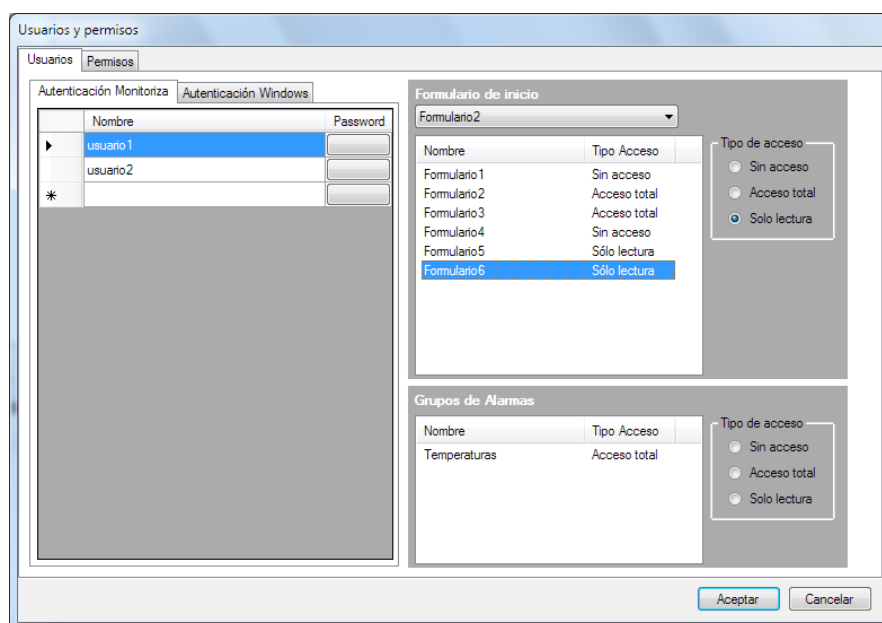 Usuarios y permisos
Usuarios Permisos
Autenticación Monitoriza Autenticación Windows
Nombre Password
usuario1
usuario2
Formulario de inicio
Formulario2
Nombre Tipo Acceso
Formulario1 Sin acceso
Formulario2 Acceso total
Formulario3 Acceso total
Formulario4 Sin acceso
Formulario5 Sólo lectura
Formulario6 Sólo lectura
Tipo de acceso
Sin acceso
Acceso total
Solo lectura
Grupos de Alarmas
Nombre Tipo Acceso
Temperaturas Acceso total
Tipo de acceso
Sin acceso
Acceso total
Solo lectura
Aceptar Cancelar